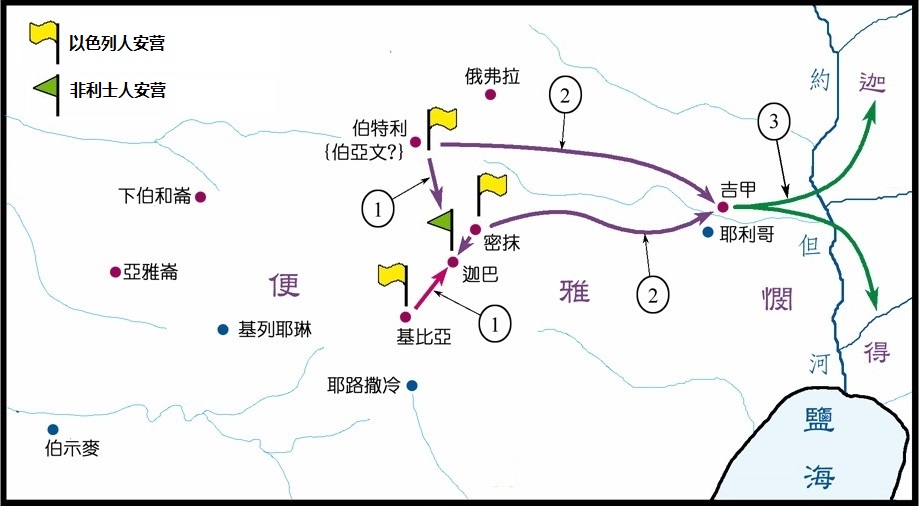 以色列人安营
非利士人安营
俄弗拉
約
迦
②
③
伯特利
{伯亞文?}
①
下伯和崙
吉甲
密抹
耶利哥
但
亞雅崙
迦巴
便
雅
憫
②
基列耶琳
基比亞
①
河
得
耶路撒冷
伯示麥
鹽
海